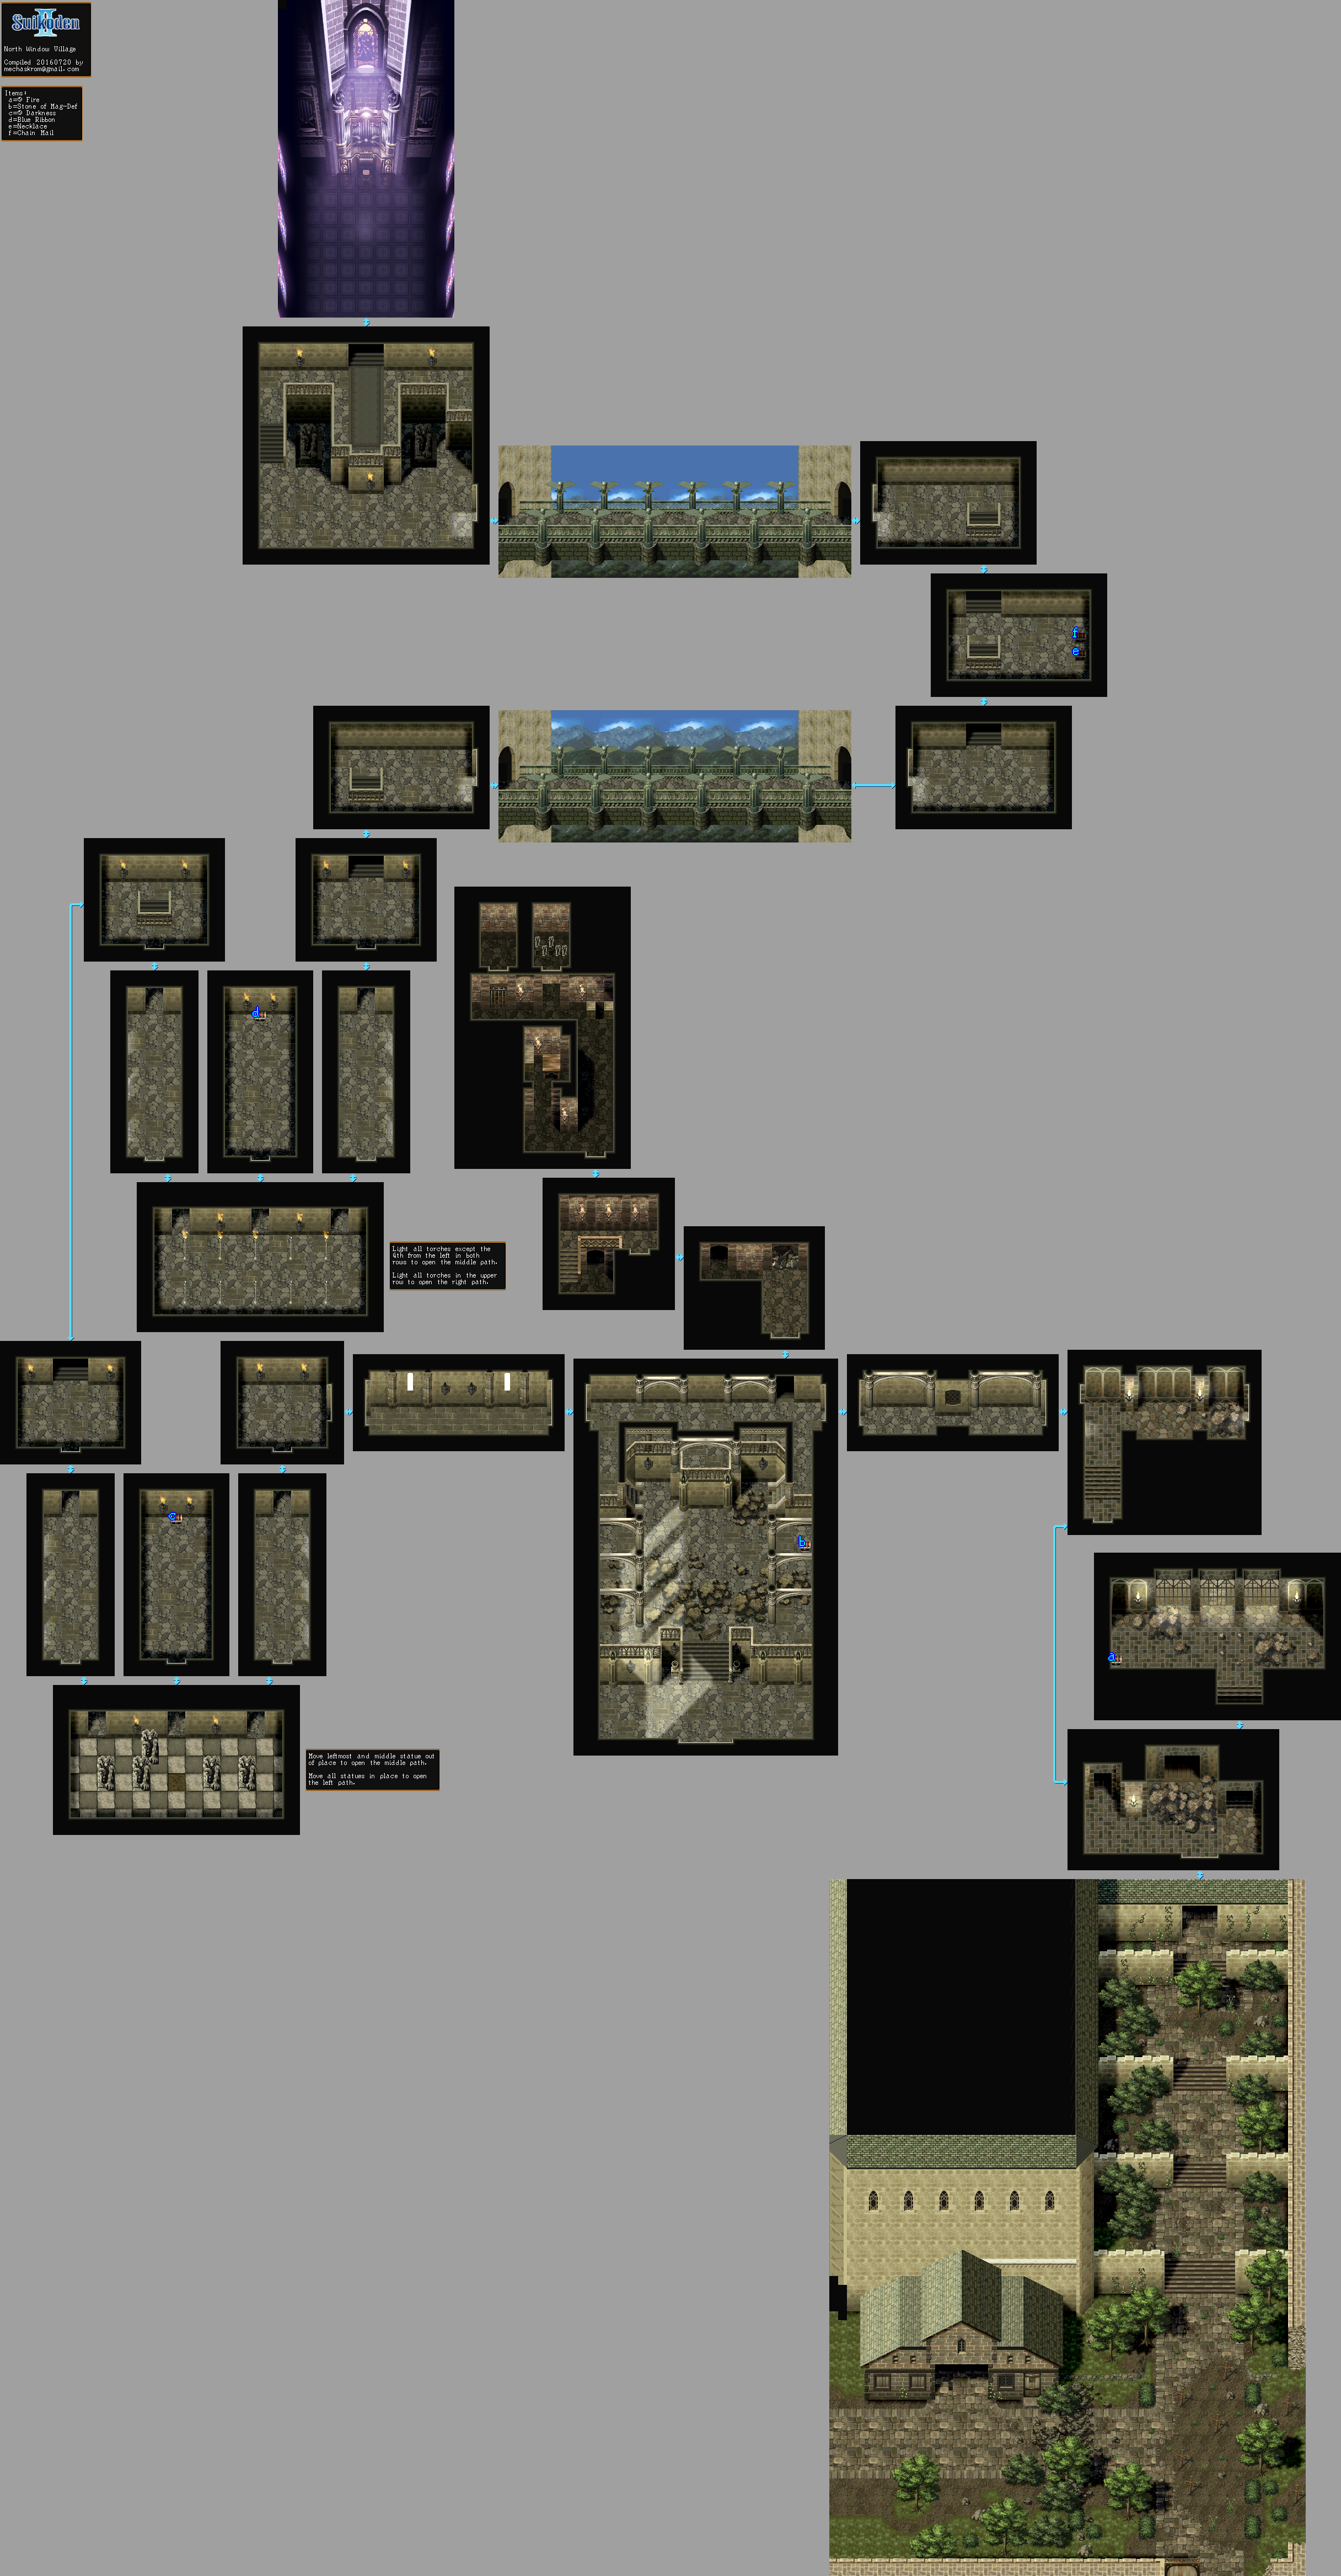 Suikoden II
North Window Village
Compiled 20160720 by
mechaskrom@gmail.com
Items:
a=Fire
b=Stone of Mag-Def
c=Darkness
d=Blue Ribbon
e=Necklace
f=Chain Mail
f
e
d
Light all torches except the
4th from the left in both
rows to open the middle path.
Light all torches in the upper
row to open the right path.
c
b
a
Move leftmost and middle statue out
of place to open the middle path.
Move all statues in place to open
the left path.